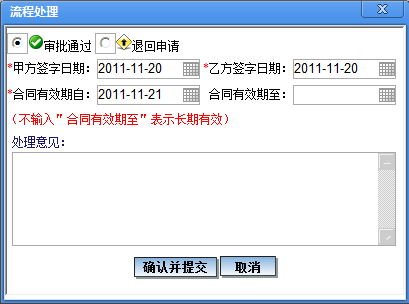 流程处理
审批通过 退回申请
*甲方签字日期: 2011-11-20 *乙方签字日期: 2011-11-20
*合同有效期自: 2011-11-21 合同有效期至:
(不输入"合同有效期至"表示长期有效)
处理意见:
确认并提交 取消